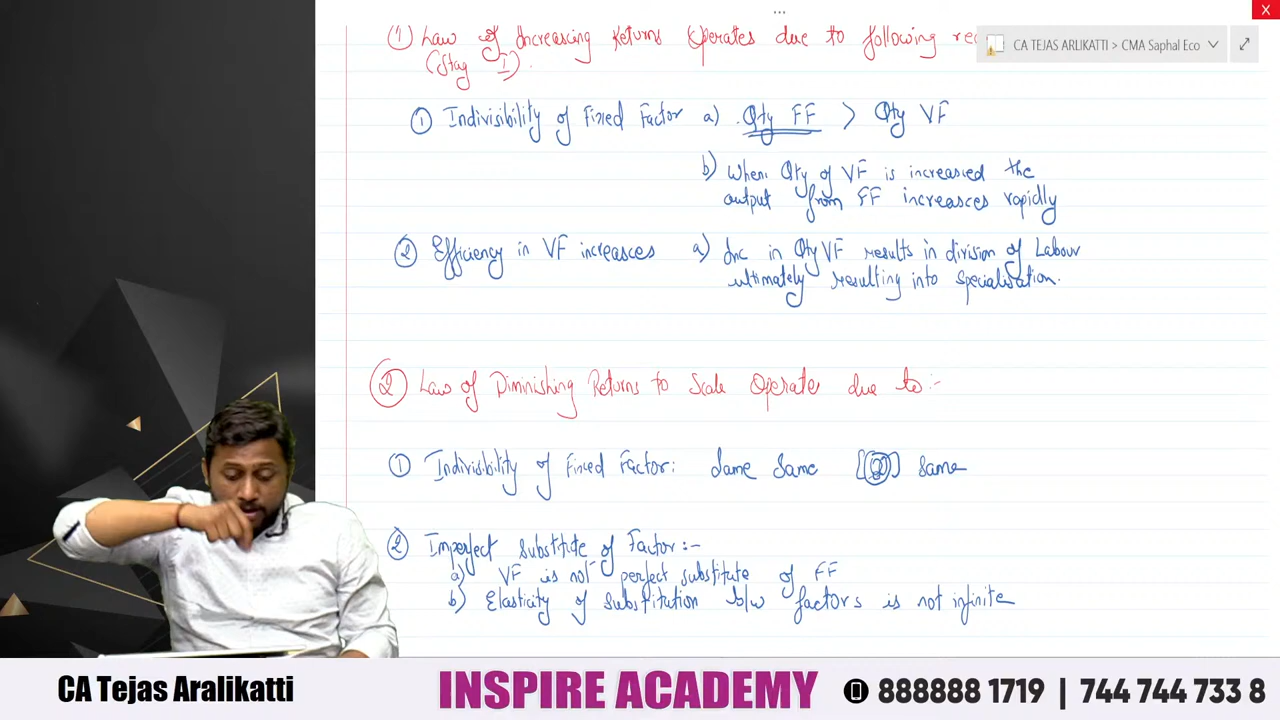 ...
X
① Law of Increasing Returns Operates due to following
CA TEJAS ARLIKATTI > CMA Saphal Eco
(Stag I)
① Indivisibility of Fixed Factor a) Qty FF > Qty VF
b) When Qty of VF is increased the
output from FF increases rapidly
② Efficiency in VF increases a) Inc in Qty VF results in division of Labour
ultimately resulting into specialisation.
② Law of Diminishing Returns to Scale Operate due to :-
① Indivisibility of Fixed Factor: Same Same same
② Imperfect Substite of Factor :-
a) VF is not perfect substitute of FF
b) Elasticity of substitution b/w factors is not infinite
CA Tejas Aralikatti INSPIRE ACADEMY 888888 1719 | 744 744 733 8